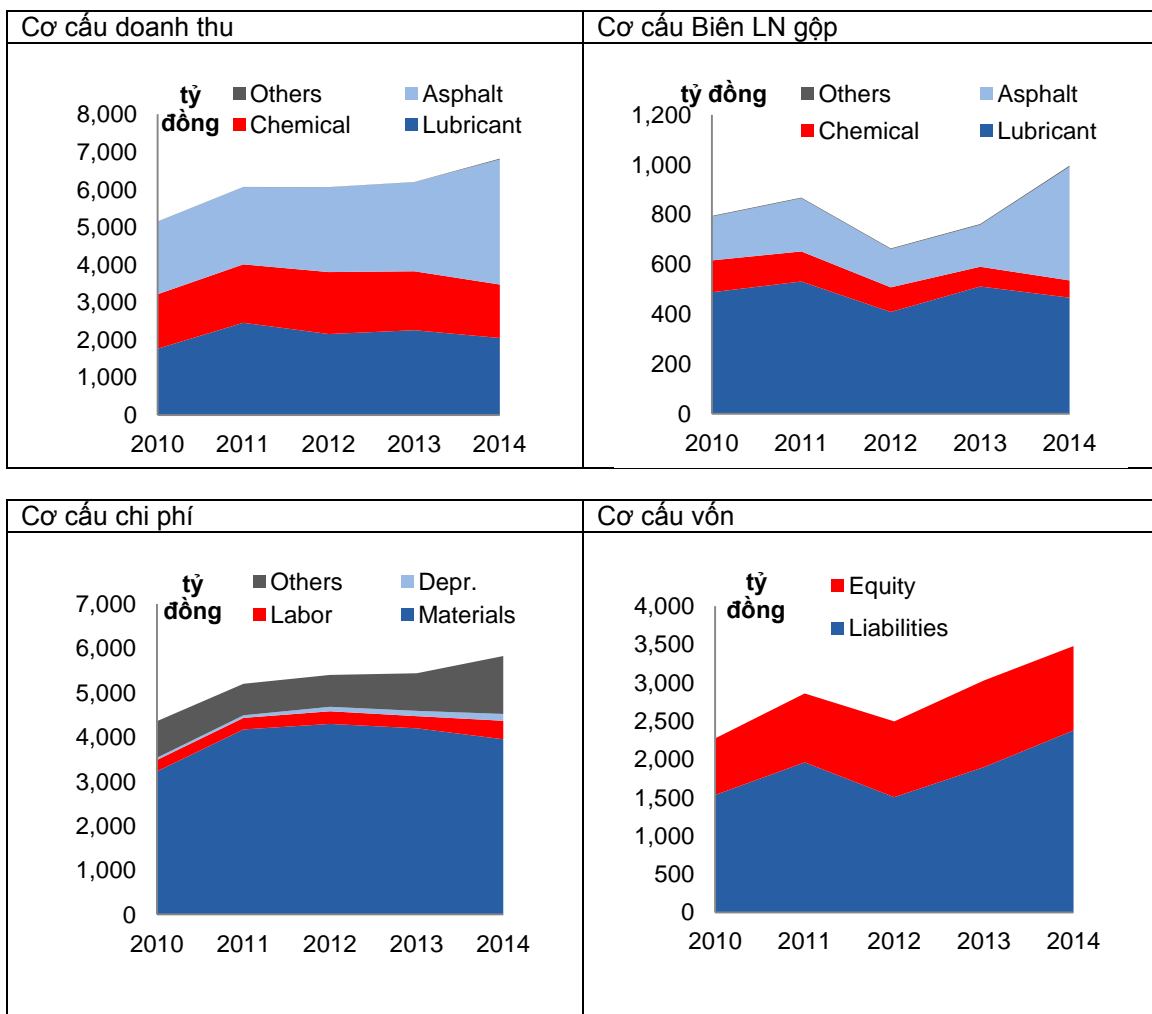 Cơ cấu doanh thu
tỷ
đồng
Others
Asphalt
Chemical
Lubricant
8,000
7,000
6,000
5,000
4,000
3,000
2,000
1,000
0
2010 2011 2012 2013 2014
Cơ cấu Biên LN gộp
tỷ đồng
Others
Asphalt
Chemical
Lubricant
1,200
1,000
800
600
400
200
0
2010 2011 2012 2013 2014
Cơ cấu chi phí
tỷ
đồng
Others
Depr.
Labor
Materials
7,000
6,000
5,000
4,000
3,000
2,000
1,000
0
2010 2011 2012 2013 2014
Cơ cấu vốn
tỷ
đồng
Equity
Liabilities
4,000
3,500
3,000
2,500
2,000
1,500
1,000
500
0
2010 2011 2012 2013 2014